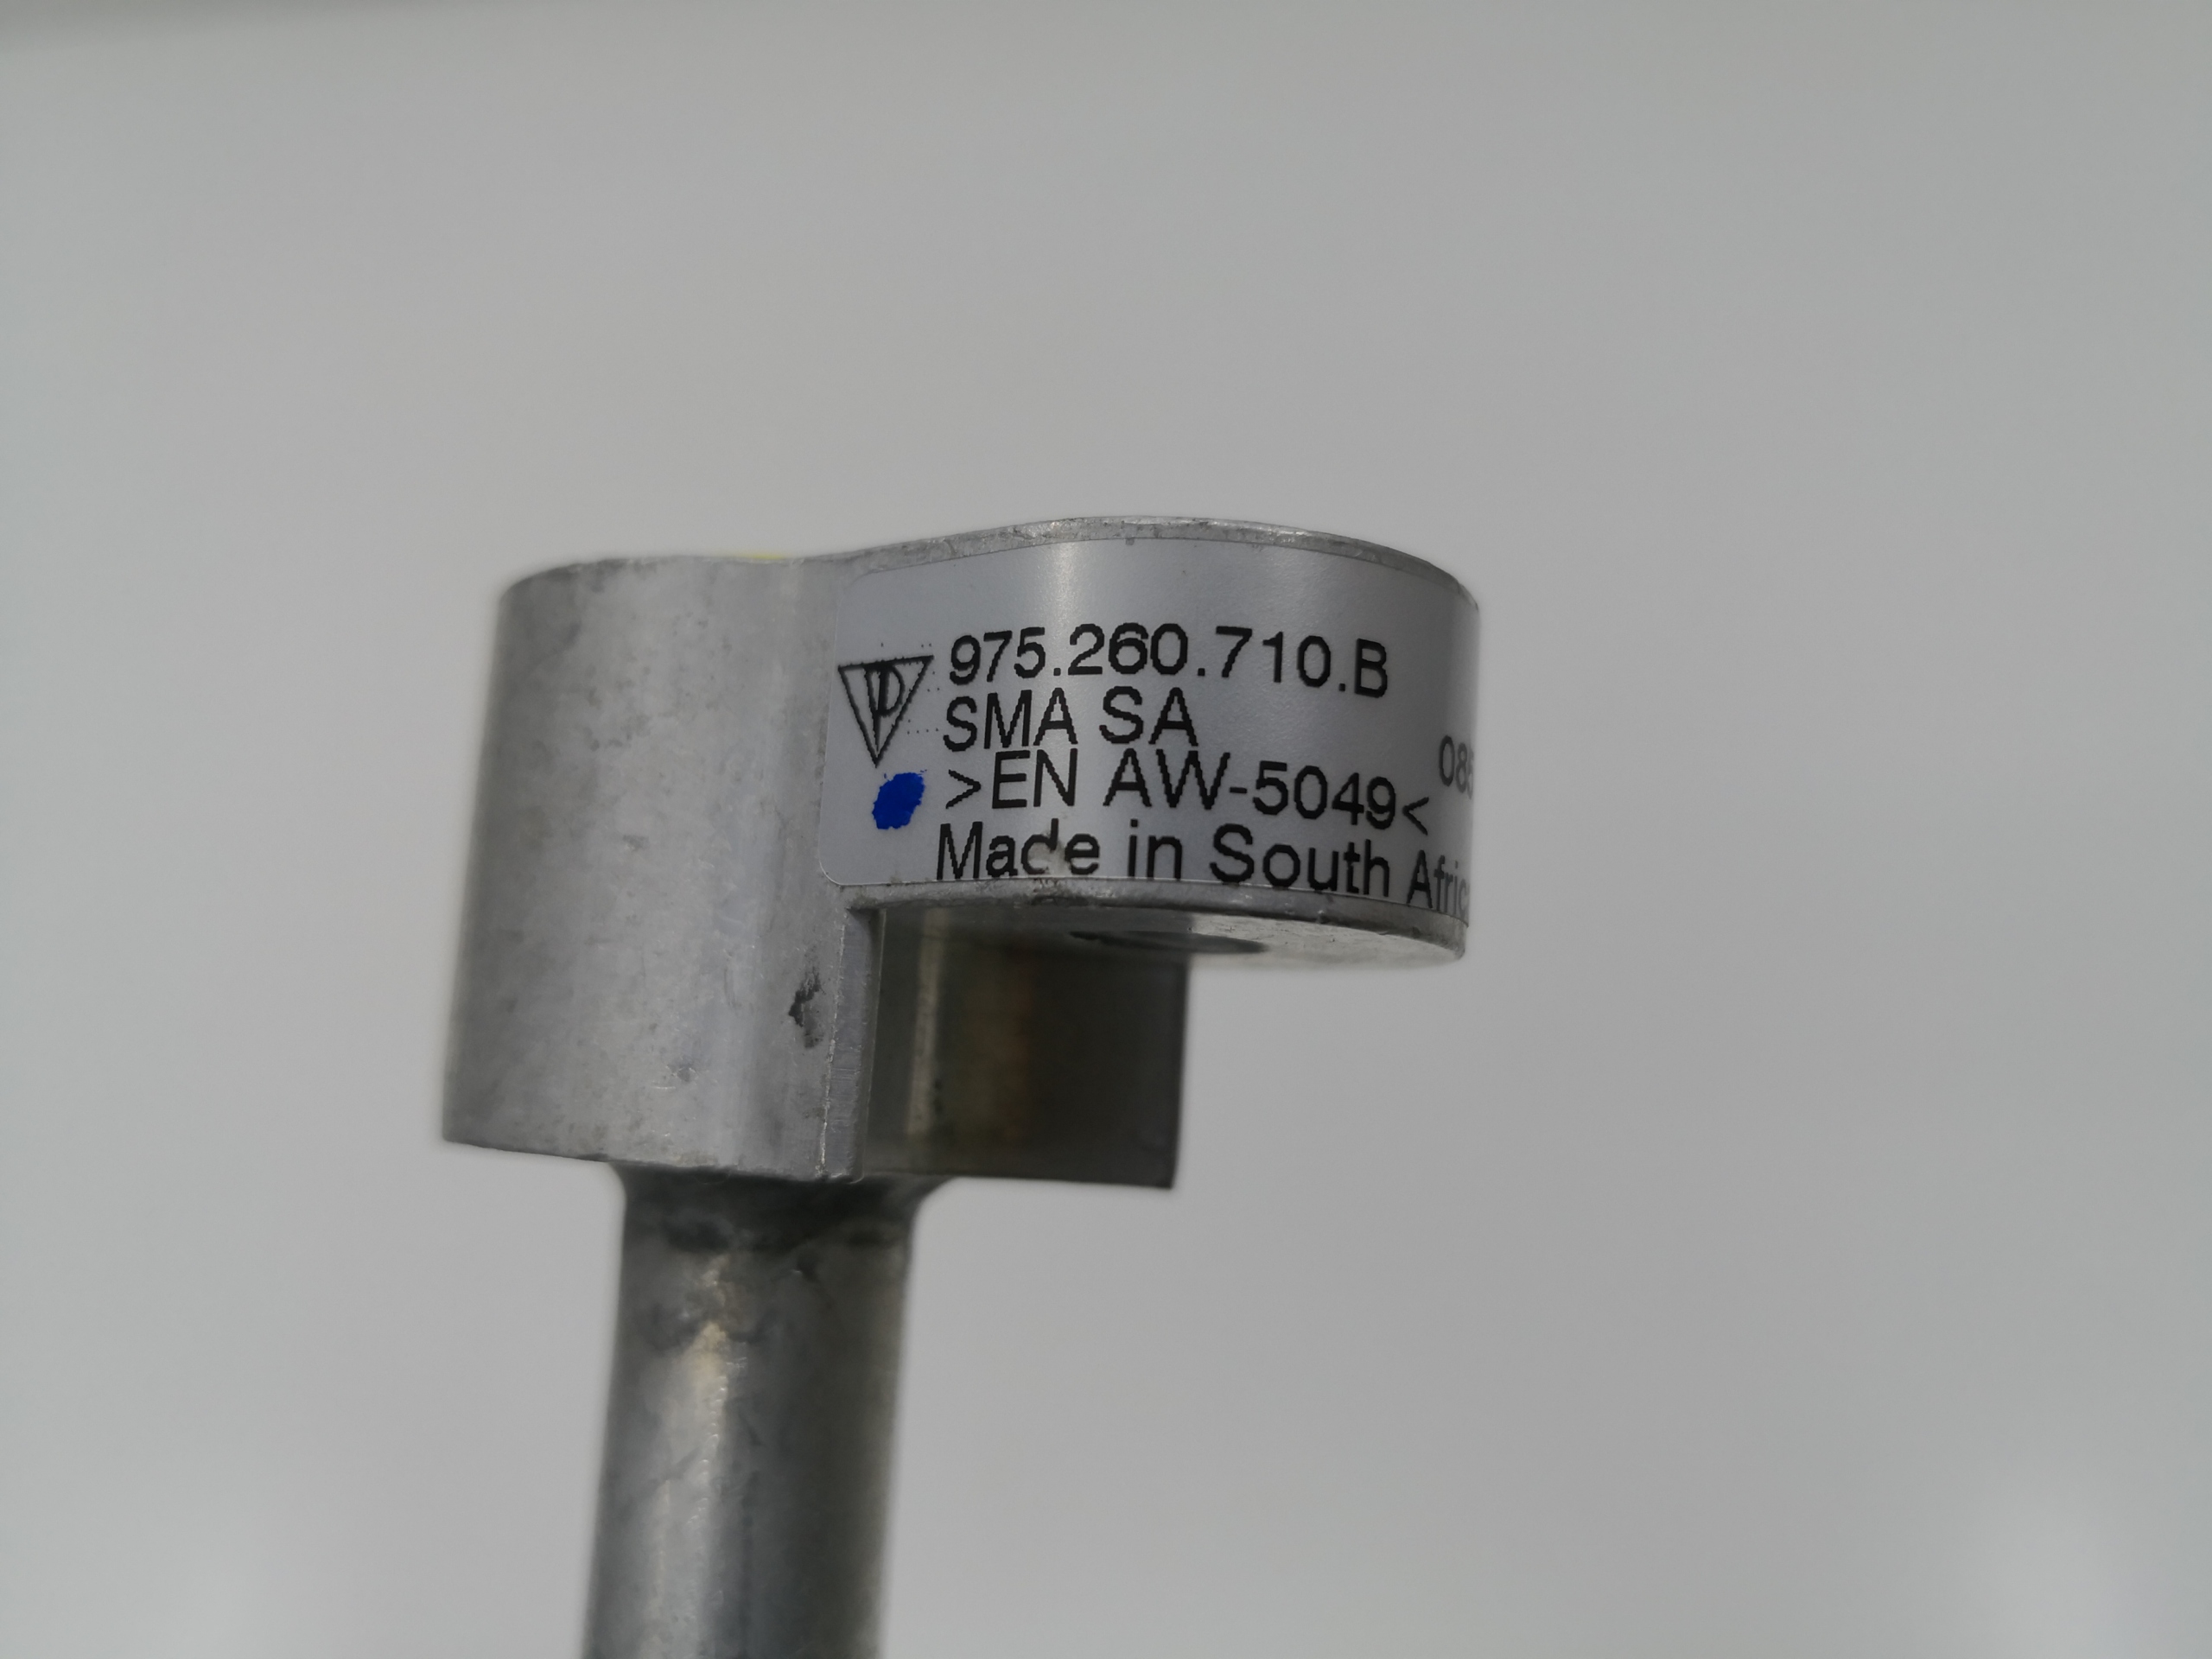 975.260.710.B
SMA SA
>EN AW-5049<
Made in South